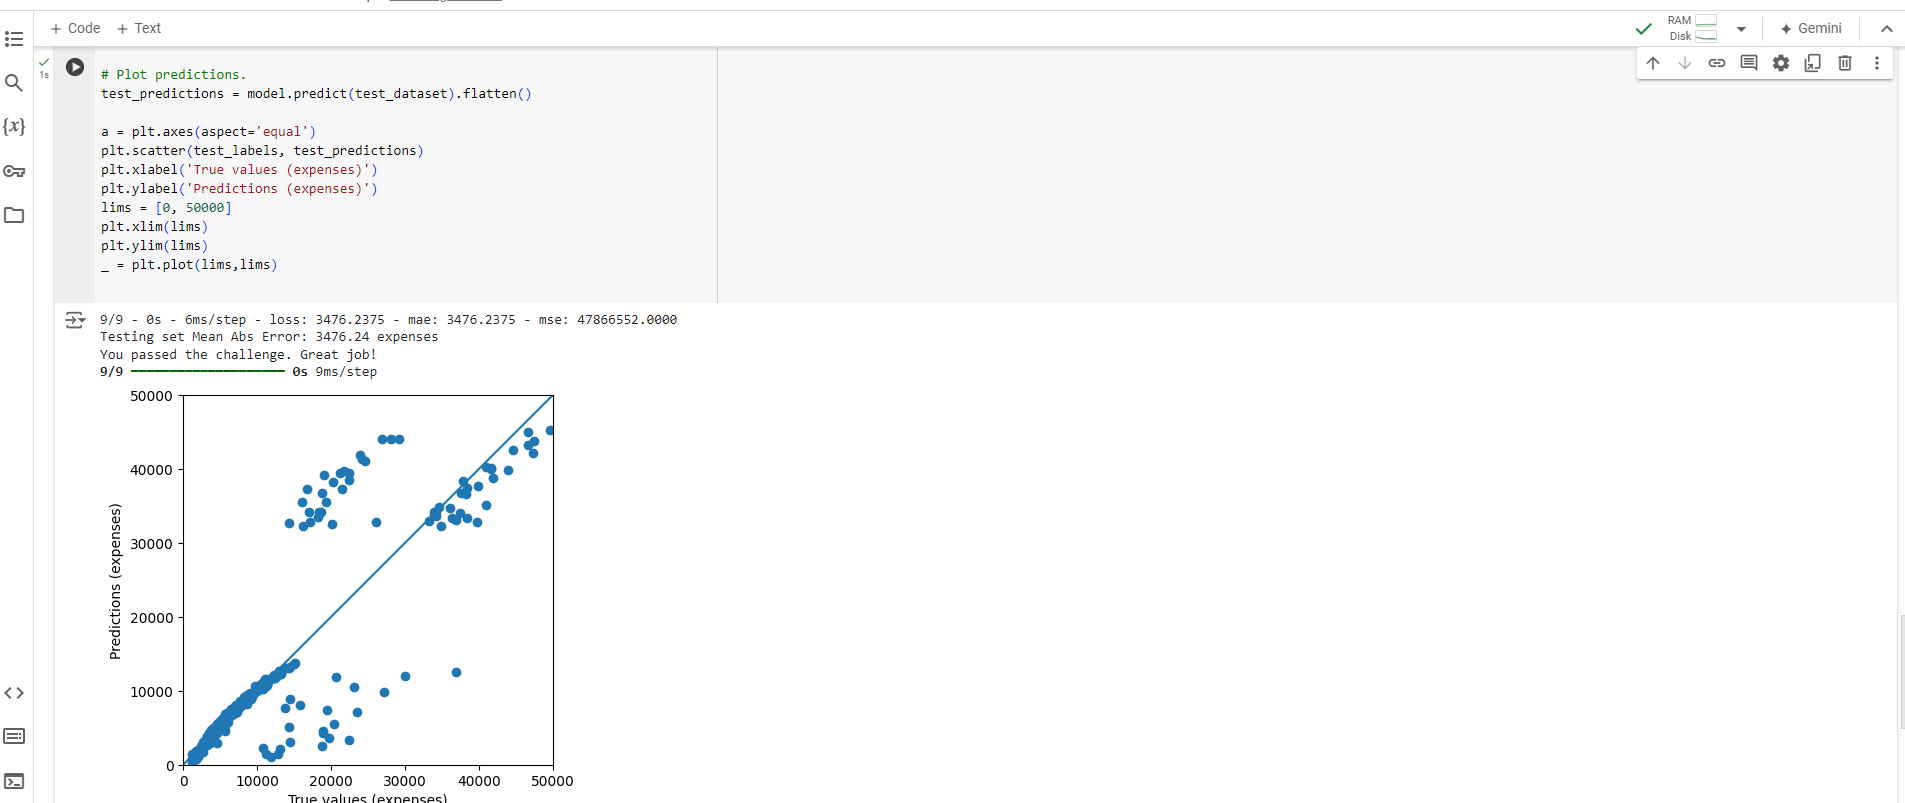 + Code + Text
RAM
Disk
Gemini
{x}
1s
# Plot predictions.
test_predictions = model.predict(test_dataset).flatten()
a = plt.axes(aspect='equal')
plt.scatter(test_labels, test_predictions)
plt.xlabel('True values (expenses)')
plt.ylabel('Predictions (expenses)')
lims = [0, 50000]
plt.xlim(lims)
plt.ylim(lims)
_ = plt.plot(lims,lims)
9/9 - 0s - 6ms/step - loss: 3476.2375 - mae: 3476.2375 - mse: 47866552.0000
Testing set Mean Abs Error: 3476.24 expenses
You passed the challenge. Great job!
9/9 ━━━━━━━━━━━━━━━━━━━━ 0s 9ms/step
50000
40000
30000
20000
10000
0
Predictions (expenses)
0 10000 20000 30000 40000 50000
True values (expenses)